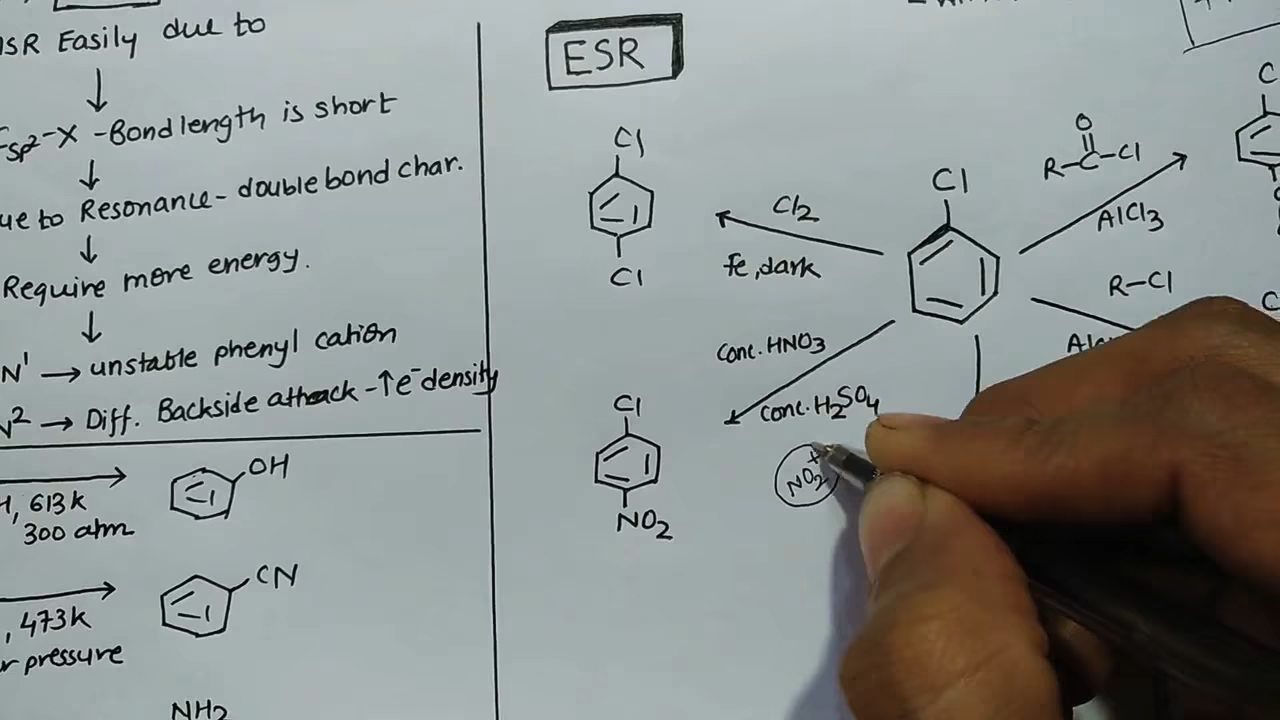 SR Easily due to
sp2-X -Bond length is short
ue to Resonance-double bond char.
Require more energy.
N1 → unstable phenyl cation
N2 → Diff. Backside attack -↑e- density
OH
, 613k
300 atm
CN
, 473k
pressure
NH2
ESR
Cl
Cl
Cl2
fe, dark
Cl
O
R-C-Cl
AlCl3
R-Cl
Conc. HNO3
Conc. H2SO4
Cl
NO2
NO2+